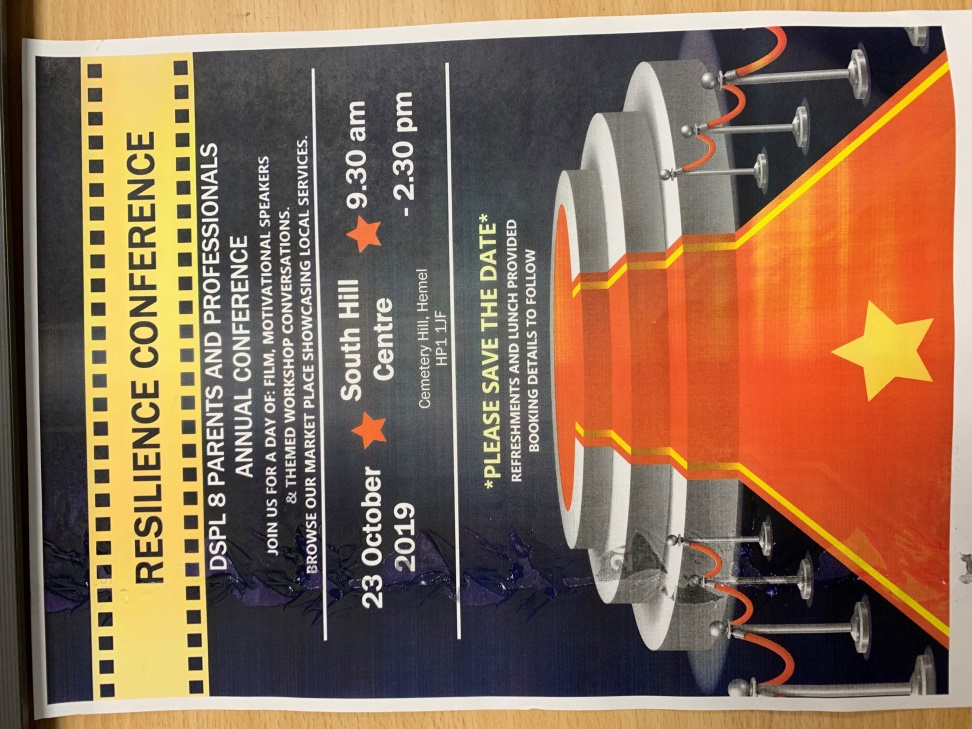 RESILIENCE CONFERENCE
DSPL 8 PARENTS AND PROFESSIONALS
ANNUAL CONFERENCE
JOIN US FOR A DAY OF: FILM, MOTIVATIONAL SPEAKERS
& THEMED WORKSHOP CONVERSATIONS.
BROWSE OUR MARKET PLACE SHOWCASING LOCAL SERVICES.
23 October
2019
South Hill
Centre
Cemetery Hill, Hemel
HP1 1JF
9.30 am
- 2.30 pm
*PLEASE SAVE THE DATE*
REFRESHMENTS AND LUNCH PROVIDED
BOOKING DETAILS TO FOLLOW